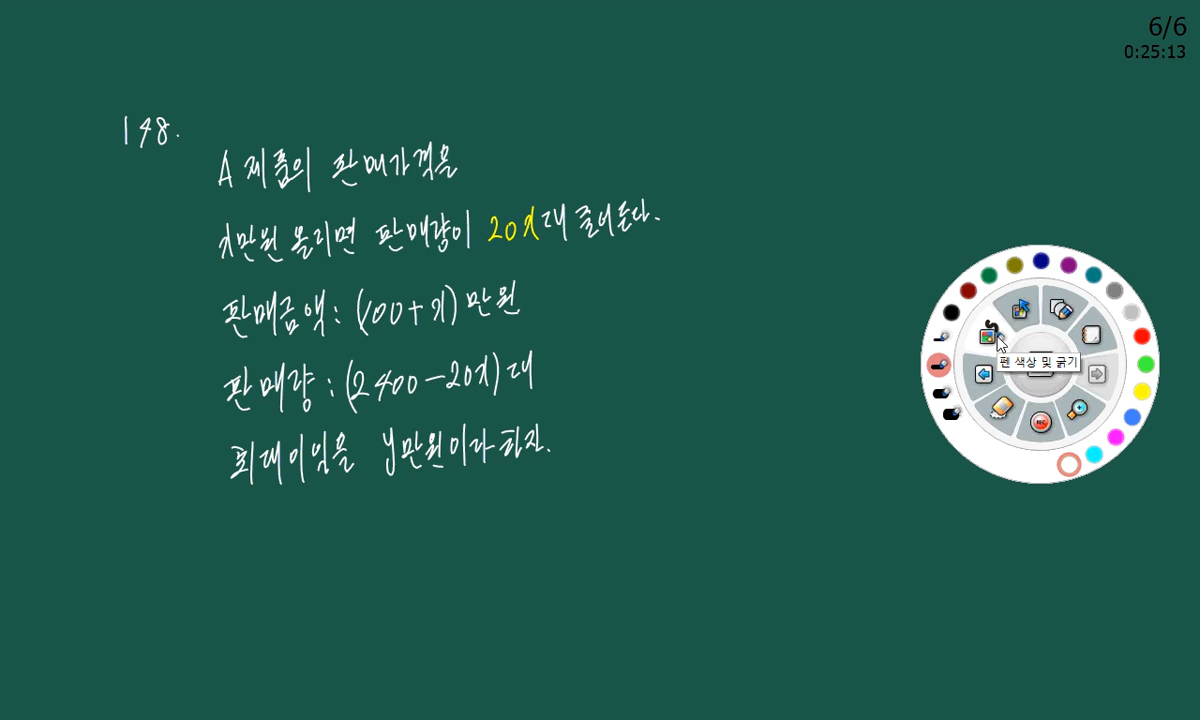 6/6
0:25:13
148.
A 제품의 판매가격을
x만원 올리면 판매량이 20x대 줄어든다.
판매금액 : (100+x)만원
판매량 : (2400-20x)대
최대이익을 y만원이라 하자.
펜 색상 및 굵기
REC